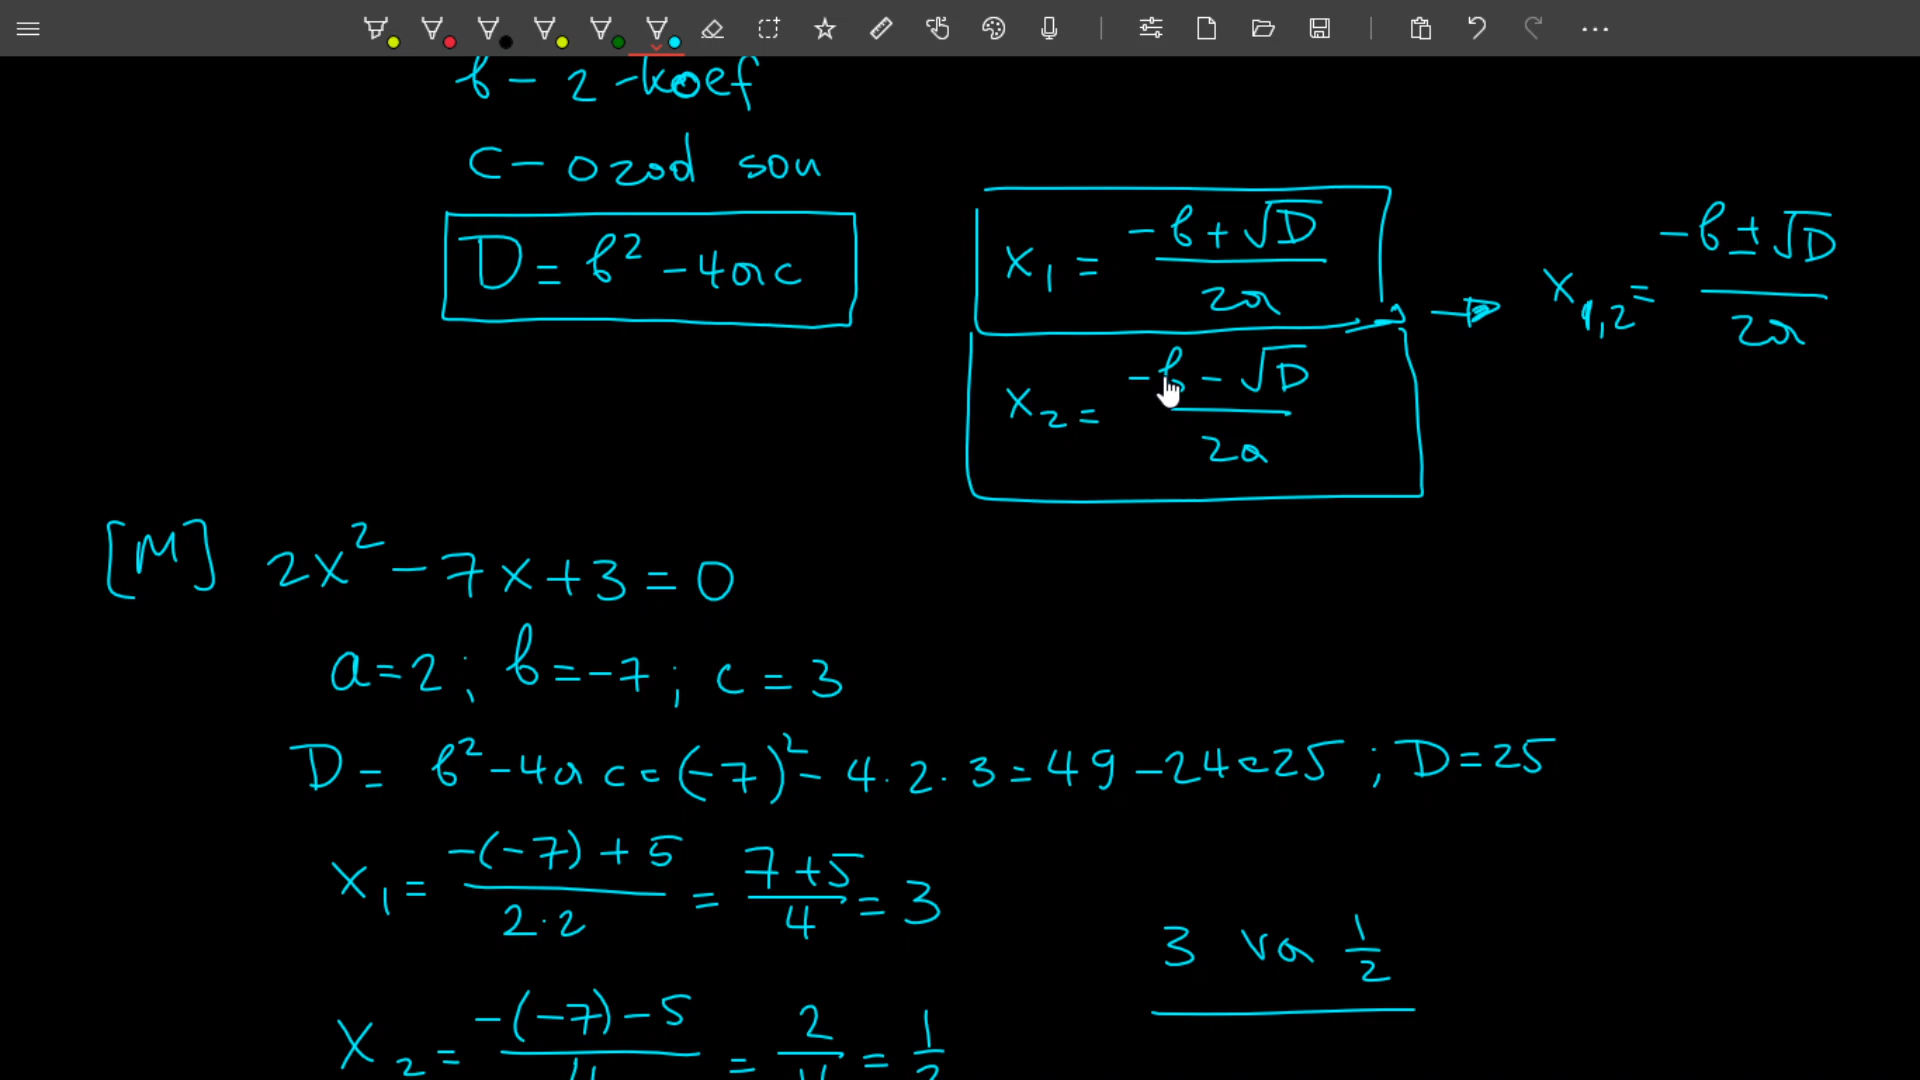 b - 2 - koef
c - ozod son
D = b² - 4ac
x₁ = (-b + √D) / 2a
x₂ = (-b - √D) / 2a
x₁,₂ = (-b ± √D) / 2a
[M] 2x² - 7x + 3 = 0
a = 2 ; b = -7 ; c = 3
D = b² - 4ac = (-7)² - 4 · 2 · 3 = 49 - 24 = 25 ; D = 25
x₁ = (-(-7) + 5) / (2 · 2) = (7 + 5) / 4 = 3
3 va 1/2
x₂ = (-(-7) - 5) / 4 = 2/4 = 1/2